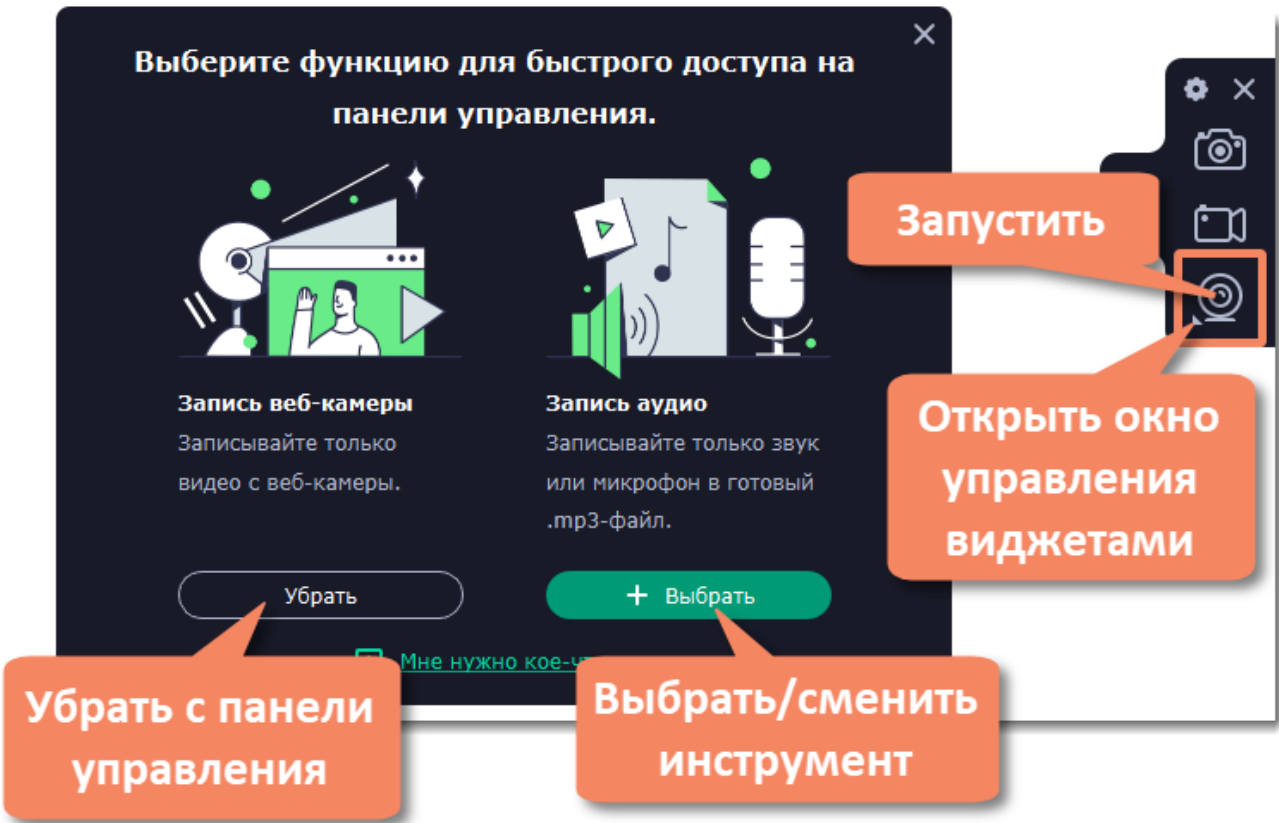 Выберите функцию для быстрого доступа на
панели управления.
Запустить
Запись веб-камеры
Записывайте только
видео с веб-камеры.
Запись аудио
Записывайте только звук
или микрофон в готовый
.mp3-файл.
Открыть окно
управления
виджетами
Убрать
+ Выбрать
Мне нужно
Убрать с панели
управления
Выбрать/сменить
инструмент